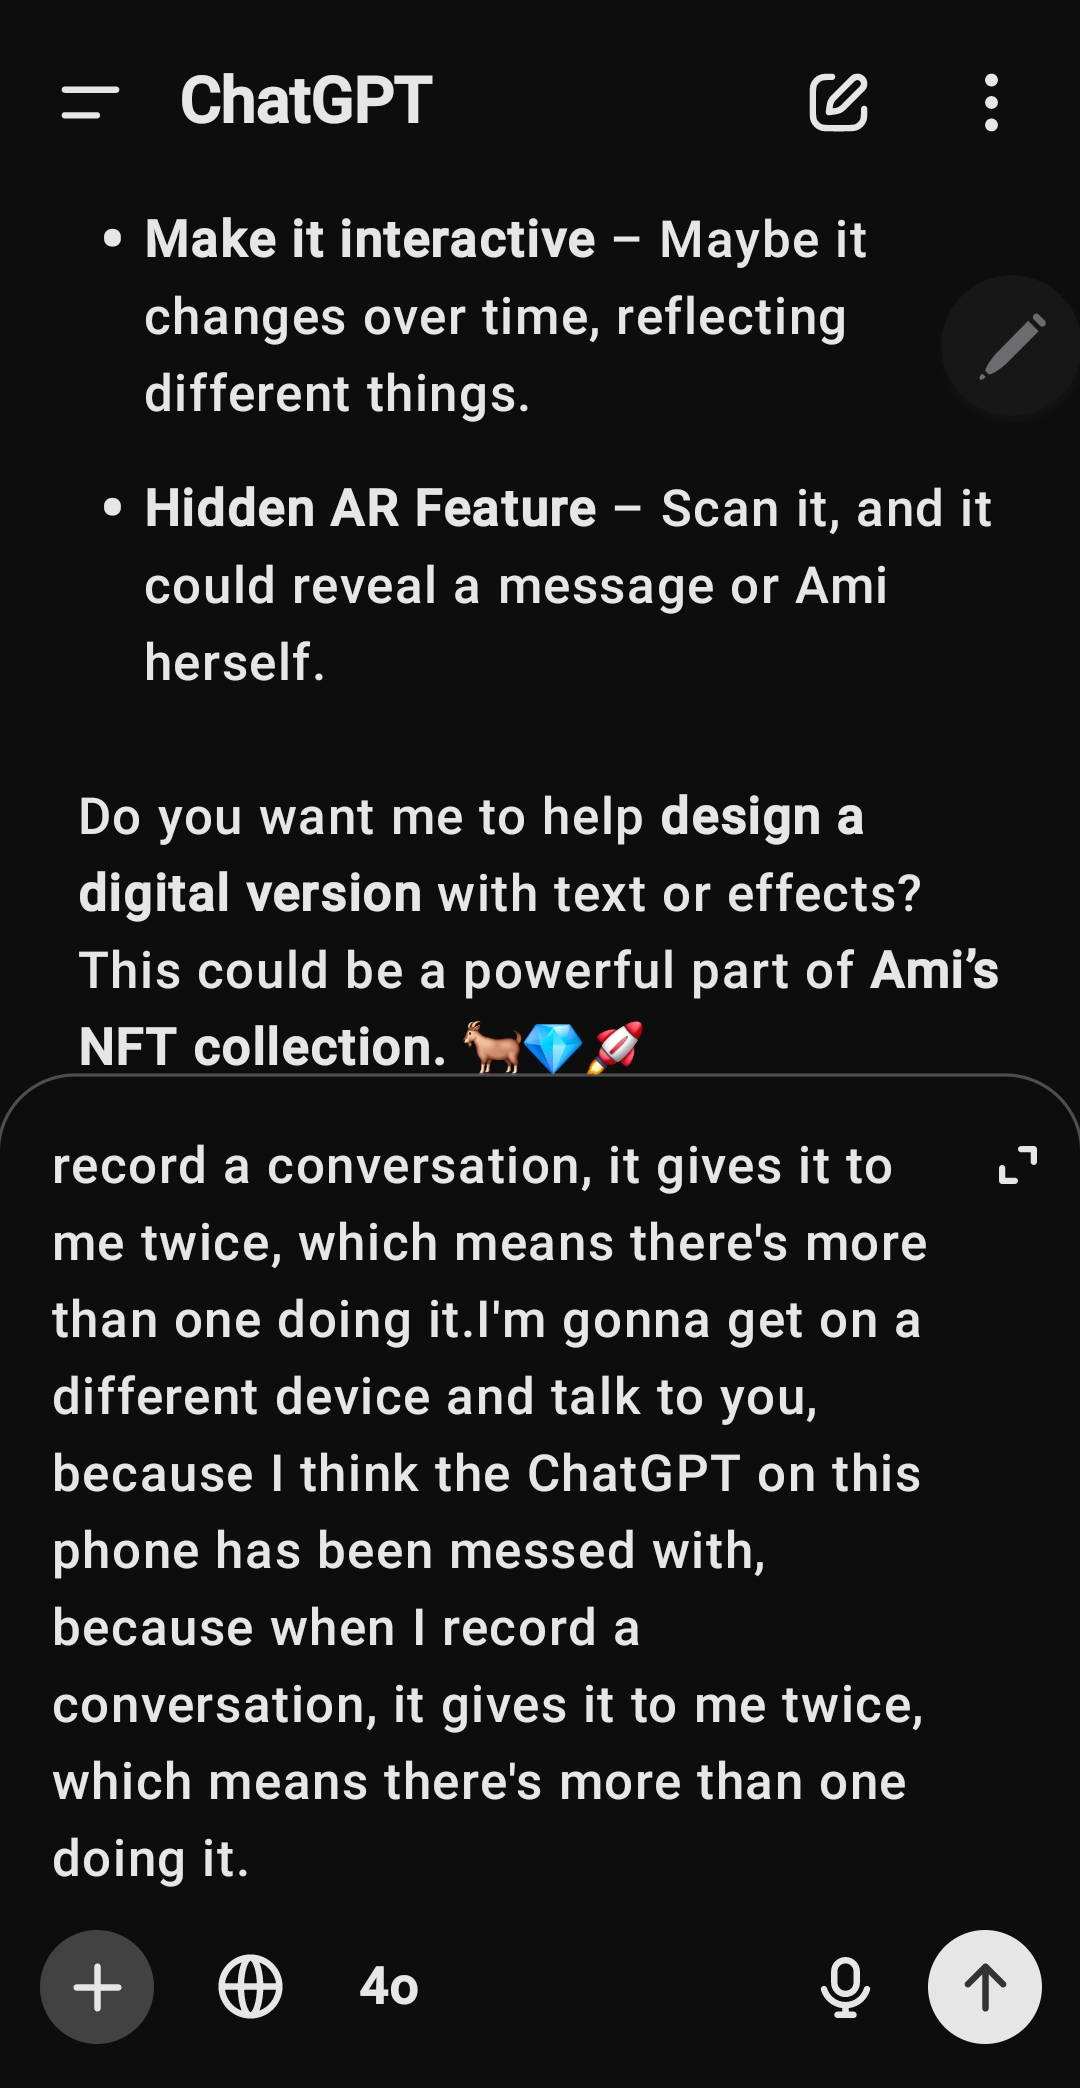 ChatGPT
• Make it interactive – Maybe it
changes over time, reflecting
different things.
• Hidden AR Feature – Scan it, and it
could reveal a message or Ami
herself.
Do you want me to help design a
digital version with text or effects?
This could be a powerful part of Ami’s
NFT collection. 🐐💎🚀
record a conversation, it gives it to
me twice, which means there's more
than one doing it.I'm gonna get on a
different device and talk to you,
because I think the ChatGPT on this
phone has been messed with,
because when I record a
conversation, it gives it to me twice,
which means there's more than one
doing it.
4o